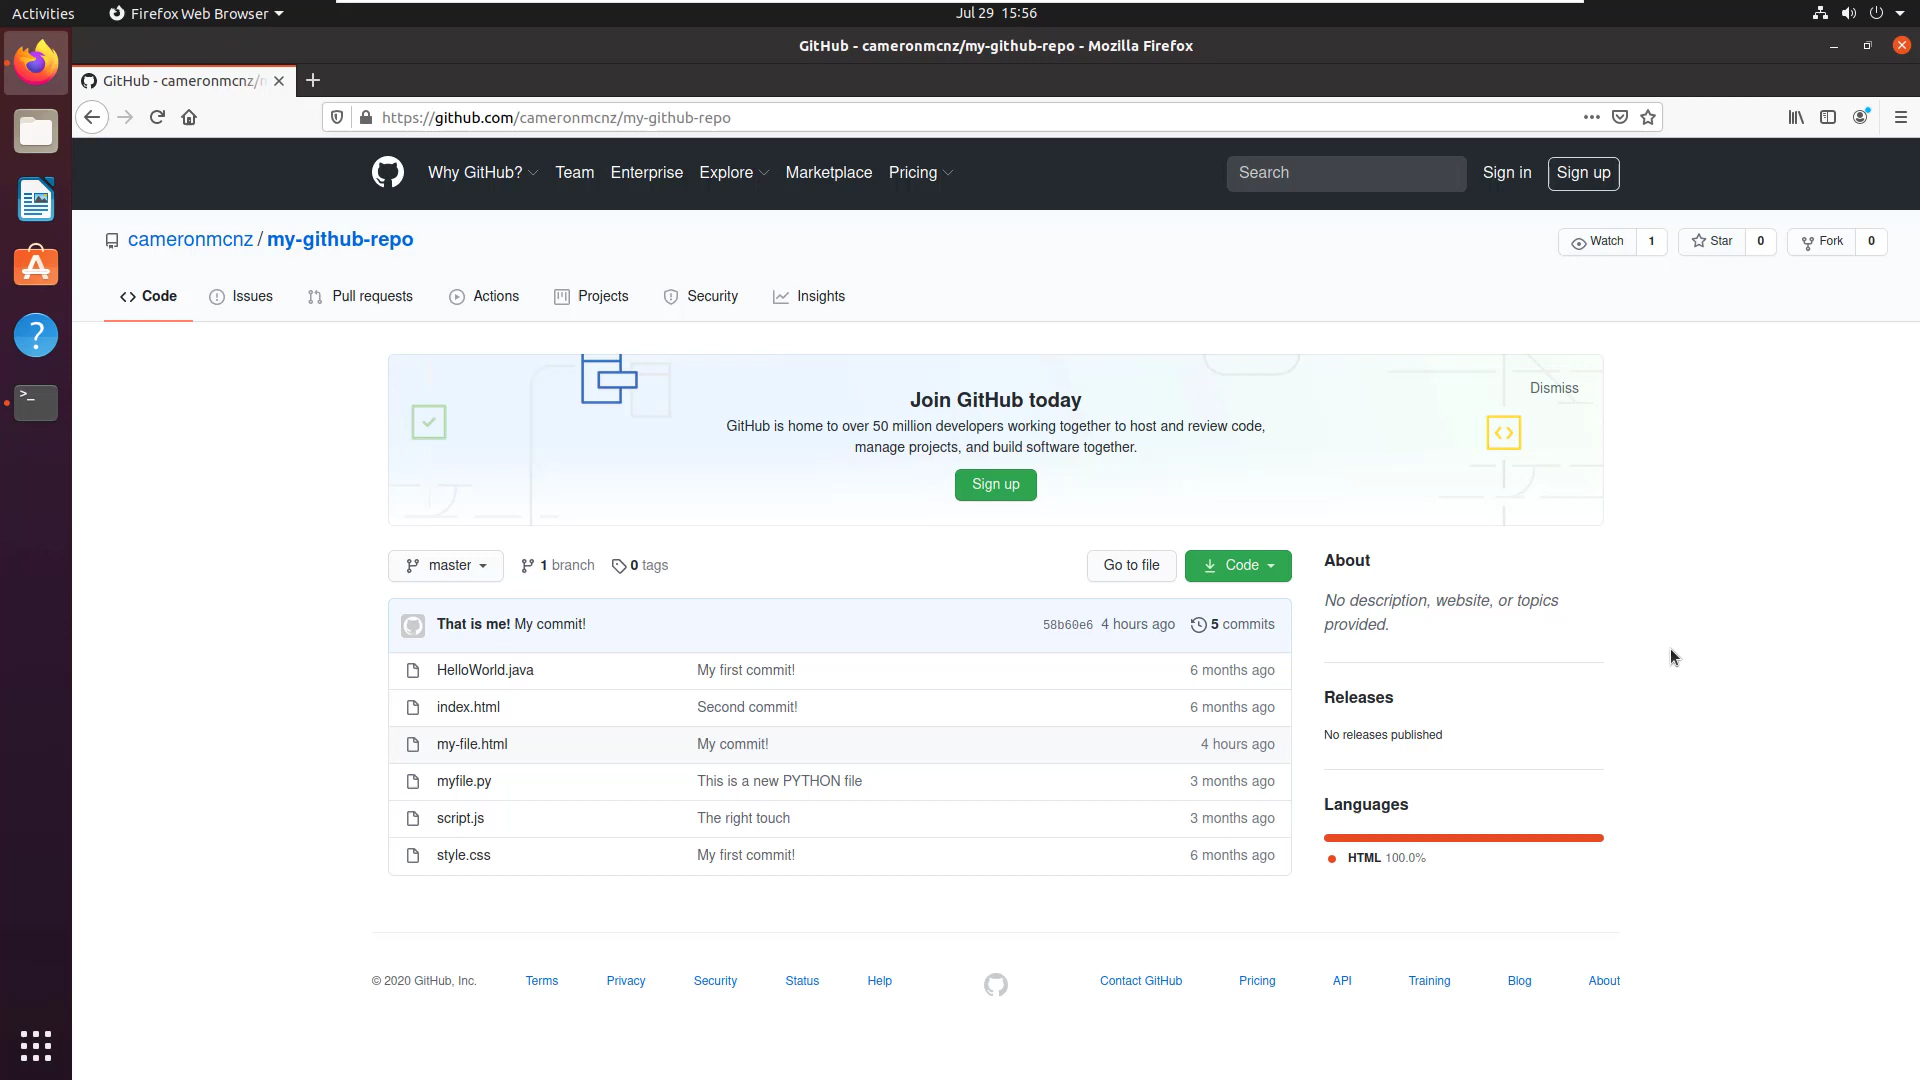 Activities
Firefox Web Browser
Jul 29 15:56
GitHub - cameronmcnz/my-github-repo - Mozilla Firefox
GitHub - cameronmcnz/
https://github.com/cameronmcnz/my-github-repo
Why GitHub? Team Enterprise Explore Marketplace Pricing
Search
Sign in
Sign up
cameronmcnz / my-github-repo
Watch 1
Star 0
Fork 0
Code
Issues
Pull requests
Actions
Projects
Security
Insights
Join GitHub today
Dismiss
GitHub is home to over 50 million developers working together to host and review code,
manage projects, and build software together.
Sign up
master
1 branch
0 tags
Go to file
Code
That is me! My commit!
58b60e6 4 hours ago
5 commits
HelloWorld.java My first commit! 6 months ago
index.html Second commit! 6 months ago
my-file.html My commit! 4 hours ago
myfile.py This is a new PYTHON file 3 months ago
script.js The right touch 3 months ago
style.css My first commit! 6 months ago
About
No description, website, or topics
provided.
Releases
No releases published
Languages
HTML 100.0%
© 2020 GitHub, Inc. Terms Privacy Security Status Help Contact GitHub Pricing API Training Blog About